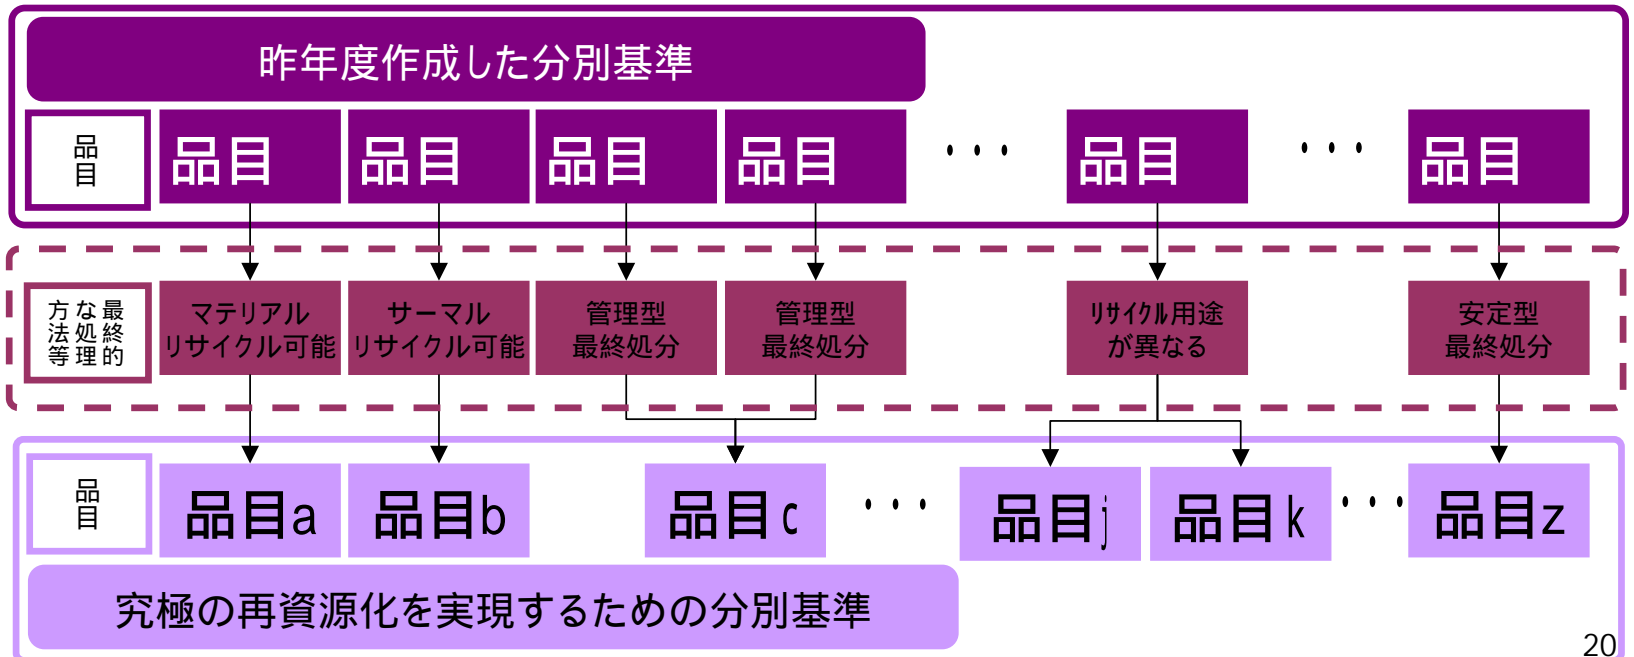 昨年度作成した分別基準
品目
品目
品目
品目
品目
・・・
品目
・・・
品目
最終的
な処理
方法等
マテリアル
リサイクル可能
サーマル
リサイクル可能
管理型
最終処分
管理型
最終処分
リサイクル用途
が異なる
安定型
最終処分
品目
品目a
品目b
品目c
・・・
品目j
品目k
・・・
品目z
究極の再資源化を実現するための分別基準
20